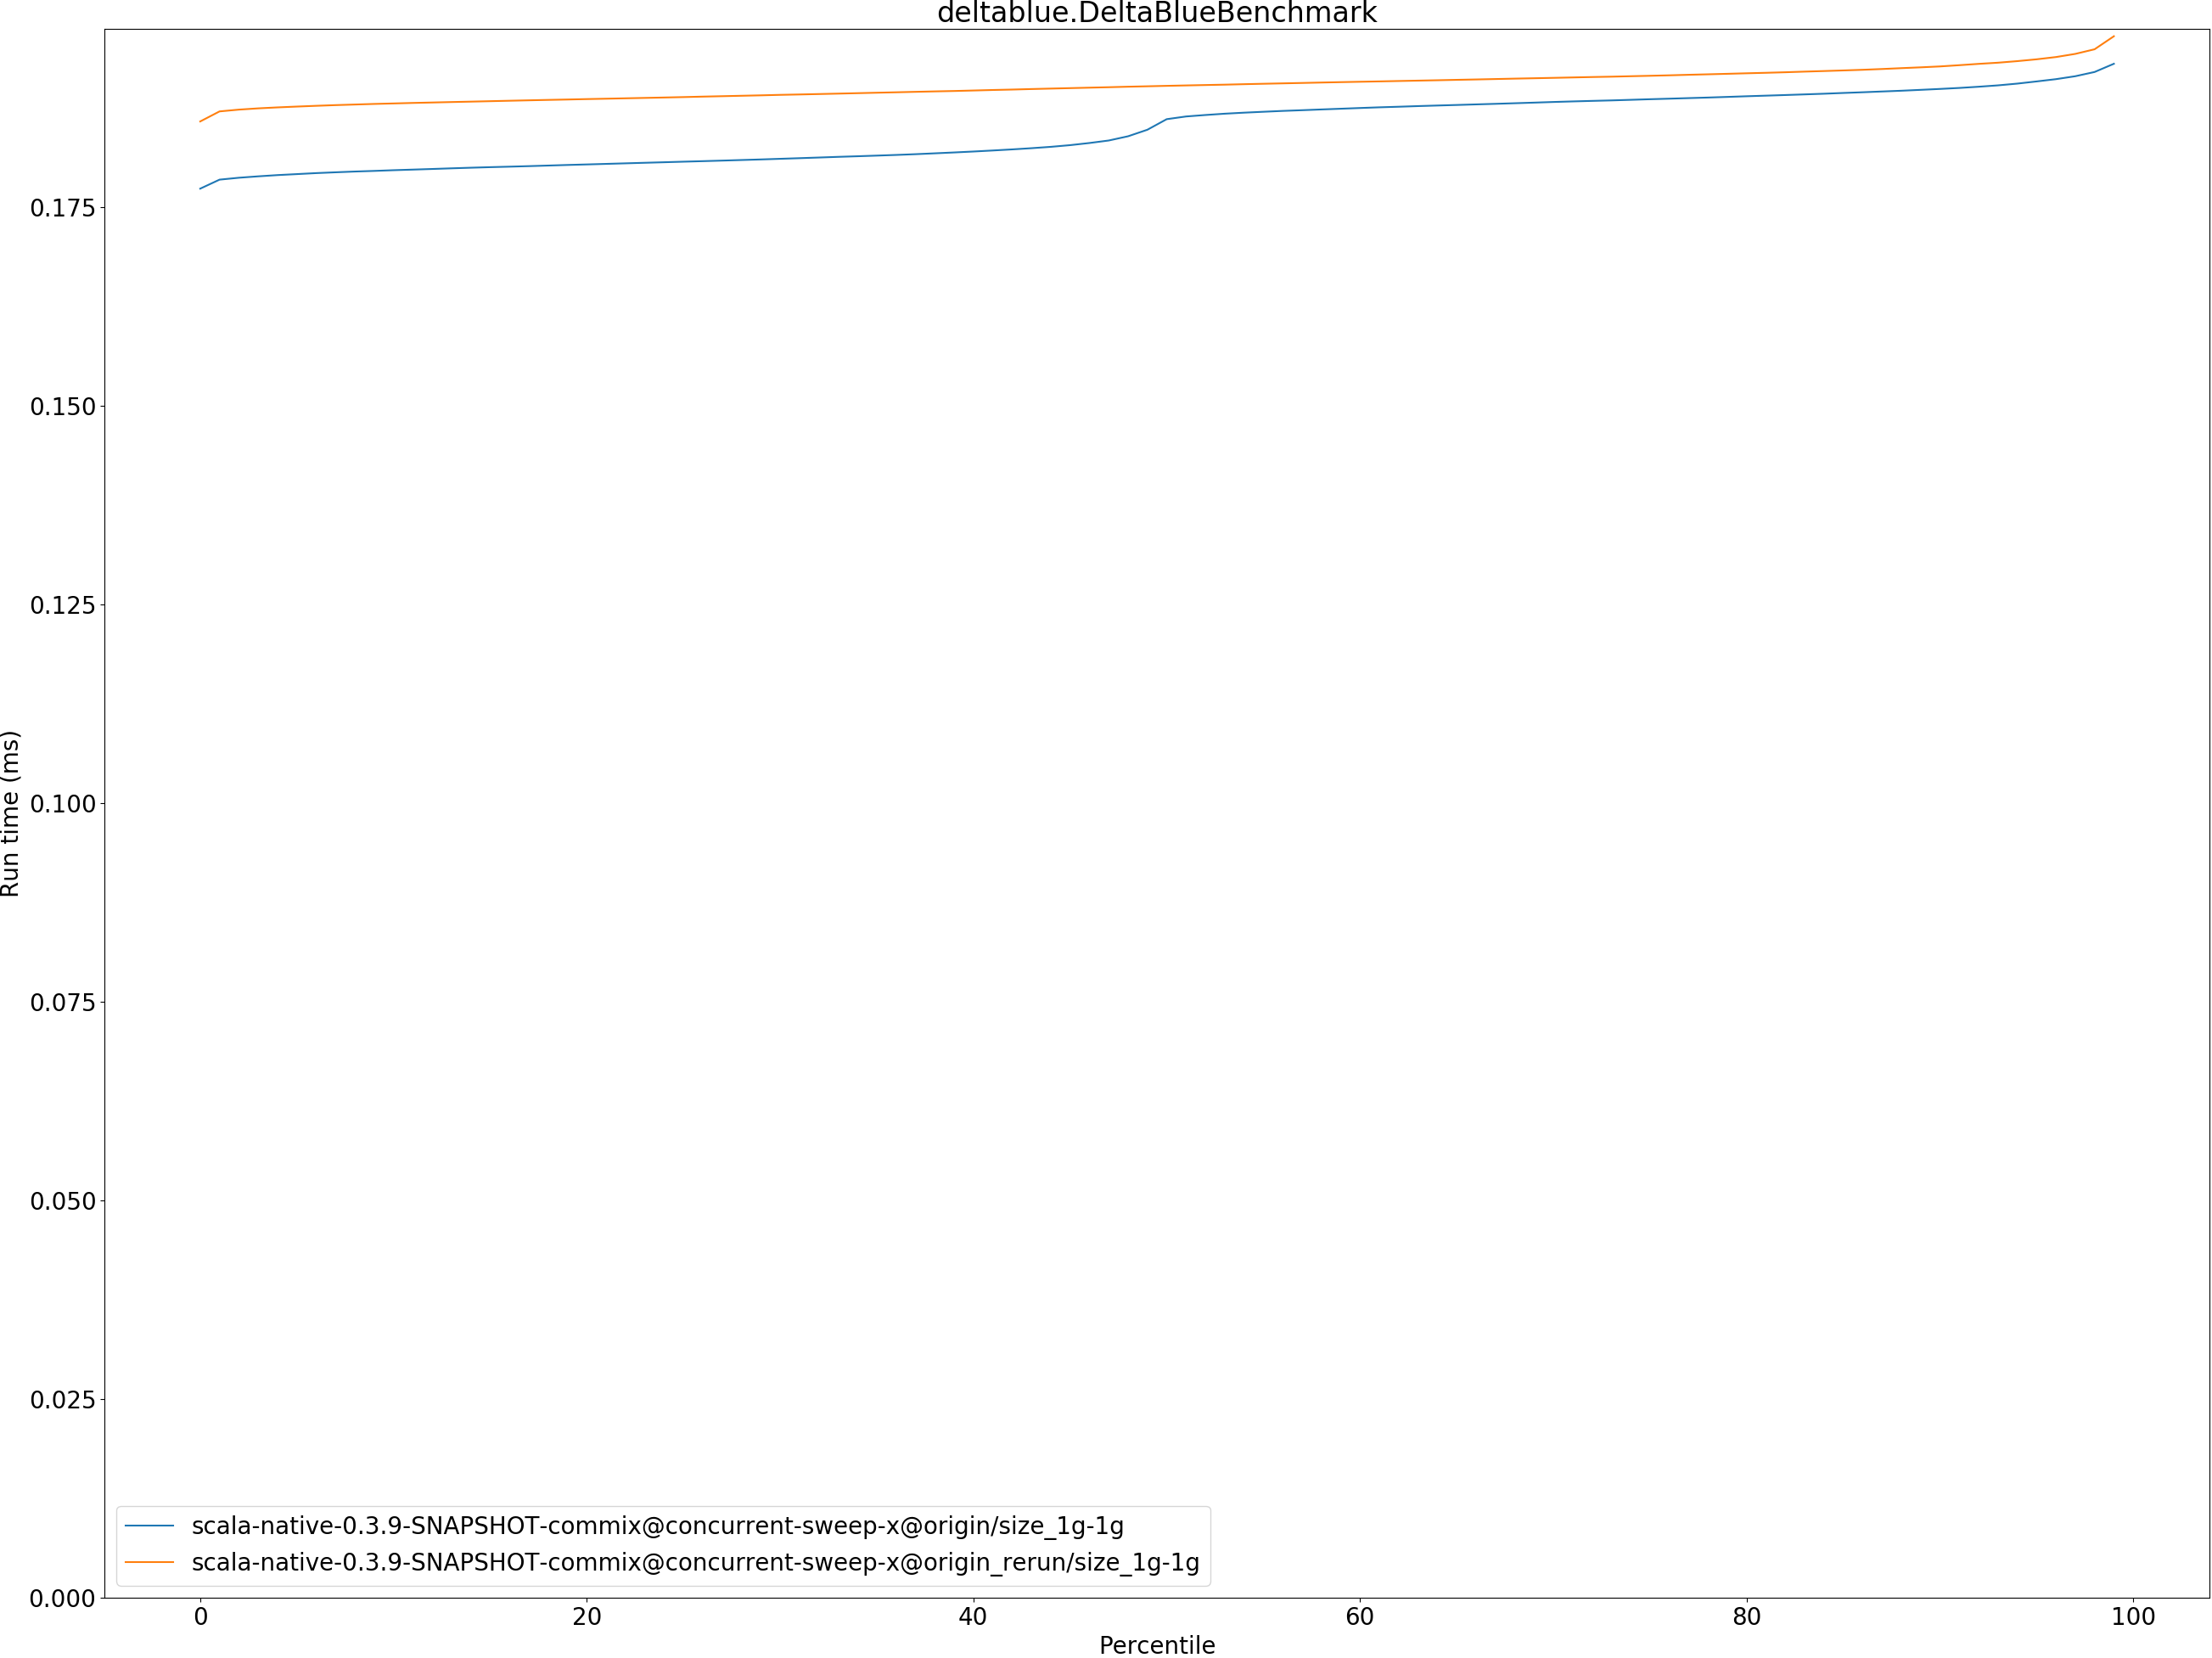 deltablue.DeltaBlueBenchmark
Run time (ms)
0.175
0.150
0.125
0.100
0.075
0.050
0.025
0.000
scala-native-0.3.9-SNAPSHOT-commix@concurrent-sweep-x@origin/size_1g-1g
scala-native-0.3.9-SNAPSHOT-commix@concurrent-sweep-x@origin_rerun/size_1g-1g
0 20 40 60 80 100
Percentile